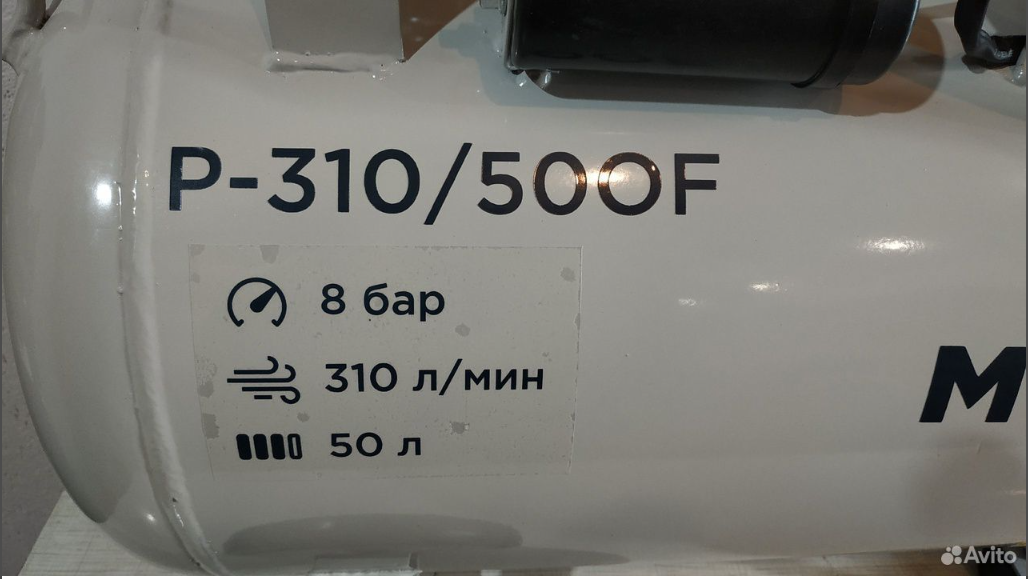 P-310/50OF
8 бар
310 л/мин
50 л
M
Avito